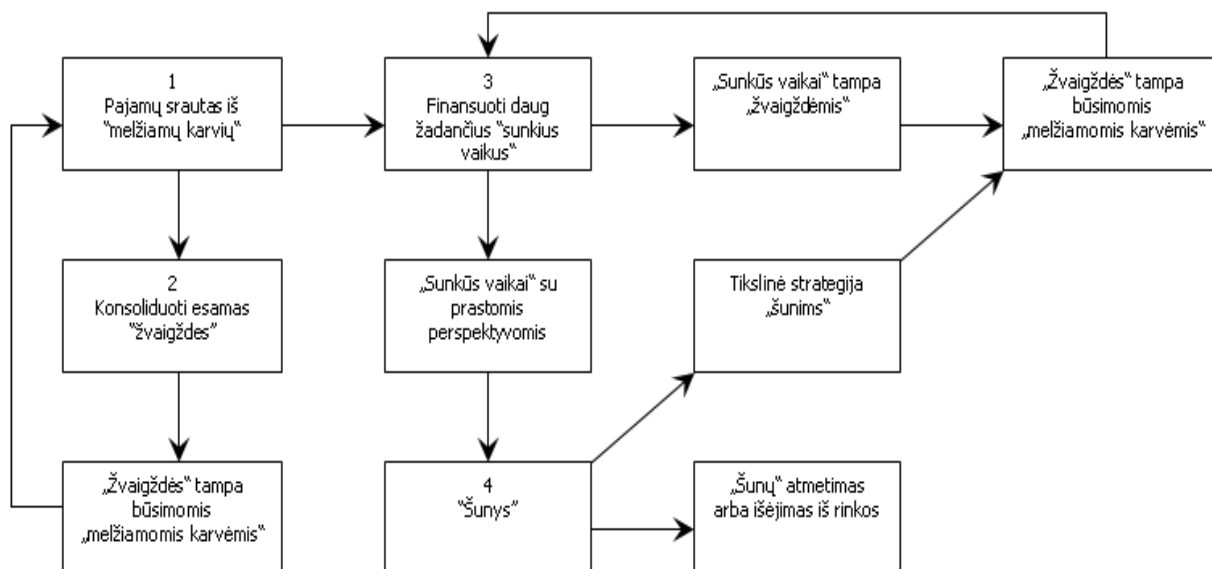 1
Pajamų srautas iš
“melžiamų karvių”
3
Finansuoti daug
žadančius “sunkius
vaikus“
„Sunkūs vaikai“ tampa
„žvaigždėmis“
„Žvaigždės“ tampa
būsimomis
„melžiamomis karvėmis“
2
Konsoliduoti esamas
“žvaigždes”
„Sunkūs vaikai“ su
prastomis
perspektyvomis
Tikslinė strategija
„šunims“
„Žvaigždės“ tampa
būsimomis
„melžiamomis karvėmis“
4
“Šunys”
„Šunų“ atmetimas
arba išėjimas iš rinkos